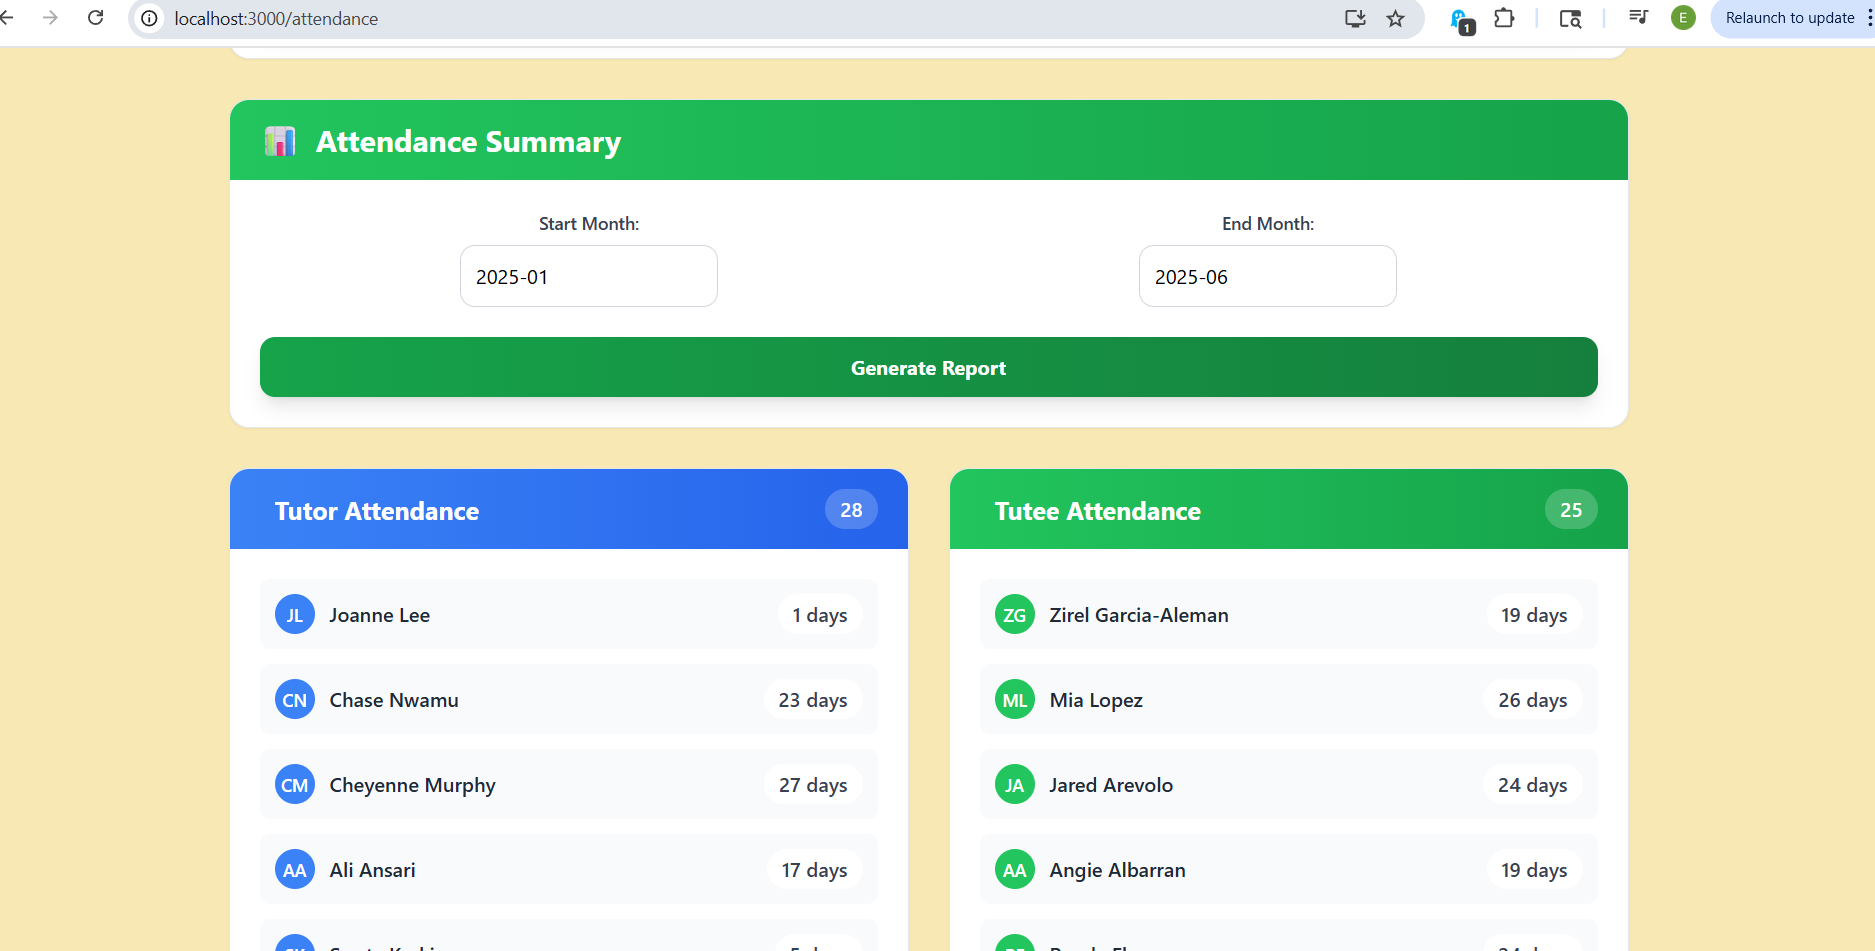 localhost:3000/attendance
1
E
Relaunch to update
Attendance Summary
Start Month:
End Month:
2025-01
2025-06
Generate Report
Tutor Attendance
28
JL
Joanne Lee
1 days
CN
Chase Nwamu
23 days
CM
Cheyenne Murphy
27 days
AA
Ali Ansari
17 days
Tutee Attendance
25
ZG
Zirel Garcia-Aleman
19 days
ML
Mia Lopez
26 days
JA
Jared Arevolo
24 days
AA
Angie Albarran
19 days